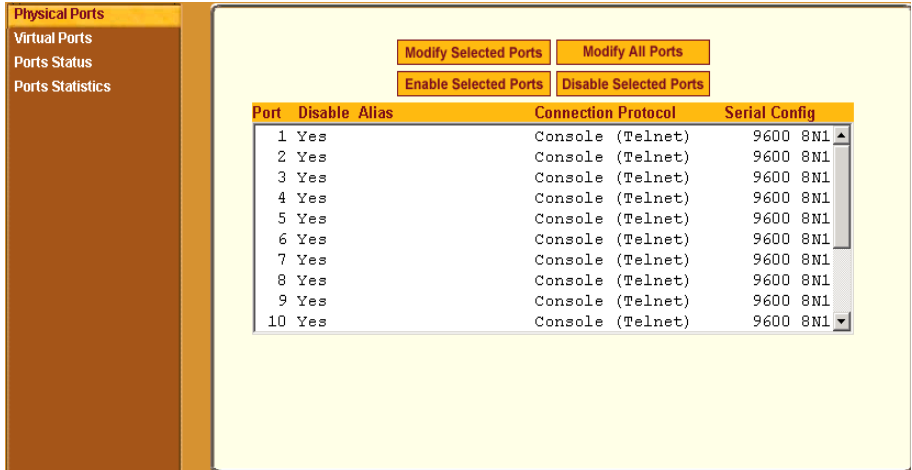 Physical Ports
Virtual Ports
Ports Status
Ports Statistics
Modify Selected Ports Modify All Ports
Enable Selected Ports Disable Selected Ports
Port Disable Alias Connection Protocol Serial Config
1 Yes Console (Telnet) 9600 8N1
2 Yes Console (Telnet) 9600 8N1
3 Yes Console (Telnet) 9600 8N1
4 Yes Console (Telnet) 9600 8N1
5 Yes Console (Telnet) 9600 8N1
6 Yes Console (Telnet) 9600 8N1
7 Yes Console (Telnet) 9600 8N1
8 Yes Console (Telnet) 9600 8N1
9 Yes Console (Telnet) 9600 8N1
10 Yes Console (Telnet) 9600 8N1